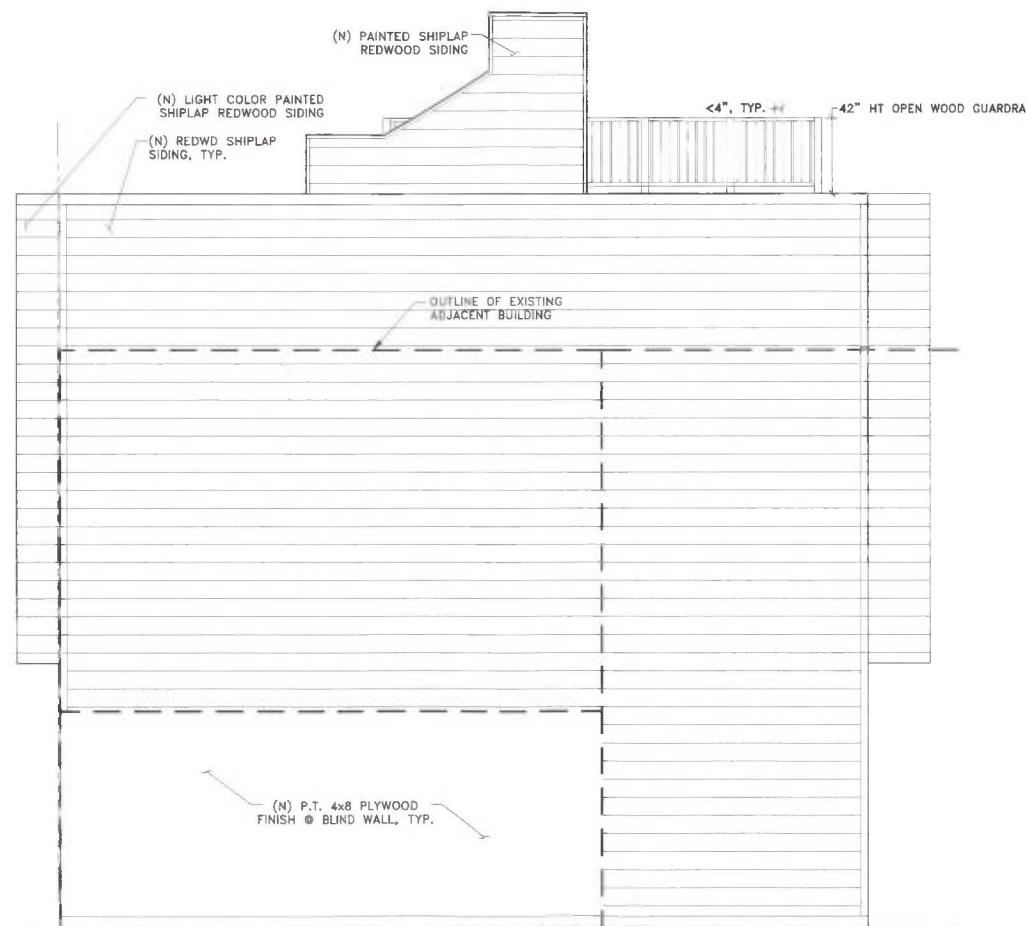 (N) PAINTED SHIPLAP
REDWOOD SIDING
(N) LIGHT COLOR PAINTED
SHIPLAP REDWOOD SIDING
(N) REDWD SHIPLAP
SIDING, TYP.
<4", TYP.
42" HT OPEN WOOD GUARDRA
OUTLINE OF EXISTING
ADJACENT BUILDING
(N) P.T. 4x8 PLYWOOD
FINISH @ BLIND WALL, TYP.